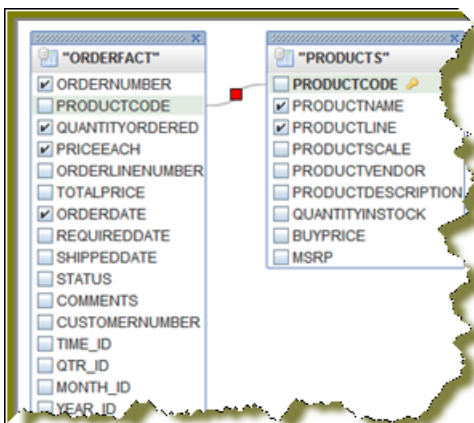 "ORDERFACT"
ORDERNUMBER
PRODUCTCODE
QUANTITYORDERED
PRICEEACH
ORDERLINENUMBER
TOTALPRICE
ORDERDATE
REQUIREDDATE
SHIPPEDDATE
STATUS
COMMENTS
CUSTOMERNUMBER
TIME_ID
QTR_ID
MONTH_ID
YEAR_ID
"PRODUCTS"
PRODUCTCODE
PRODUCTNAME
PRODUCTLINE
PRODUCTSCALE
PRODUCTVENDOR
PRODUCTDESCRIPTION
QUANTITYINSTOCK
BUYPRICE
MSRP